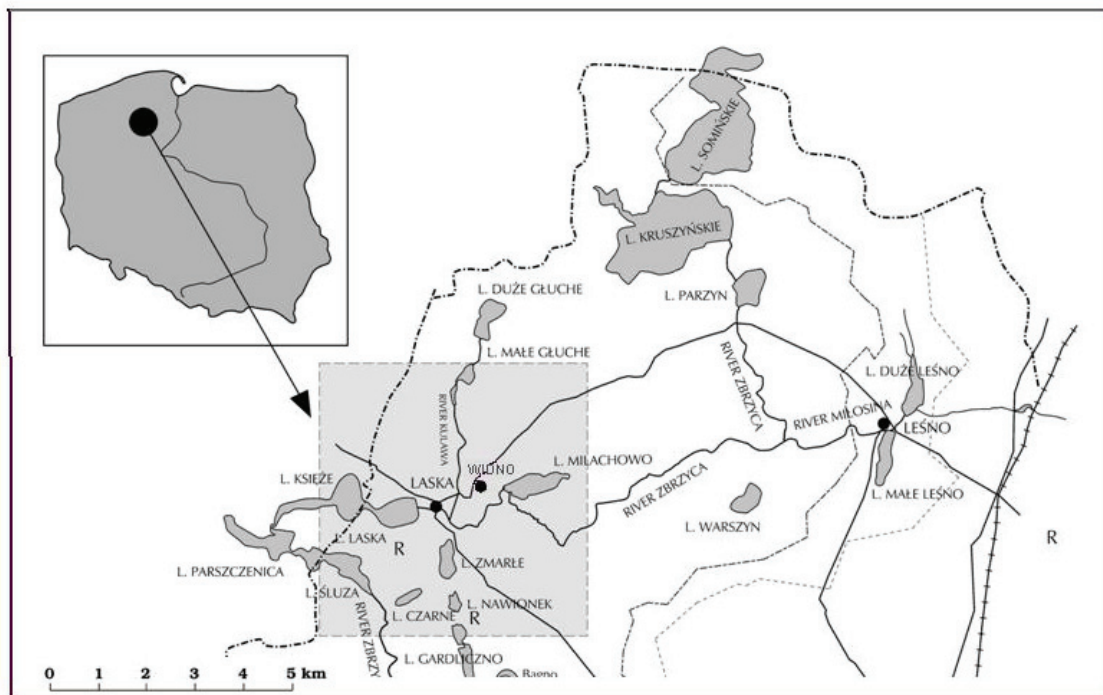 L. SOMIŃSKIE
L. KRUSZYŃSKIE
L. PARZYN
L. DUŻE GŁUCHE
L. MAŁE GŁUCHE
RIVER ZBRZYCA
L. DUŻE LEŚNO
RIVER KULAWA
RIVER MIŁOSINA
LEŚNO
WIDNO
L. MILACHOWO
L. KSIĘŻE
LASKA
RIVER ZBRZYCA
L. MAŁE LEŚNO
L. WARSZYN
L. LASKA
R
R
L. ZMARŁE
L. PARSZCZENICA
L. ŚLUZA
L. CZARNE
L. NAWIONEK
R
RIVER ZBRZY
L. GARDLICZNO
Bagno
0 1 2 3 4 5 km